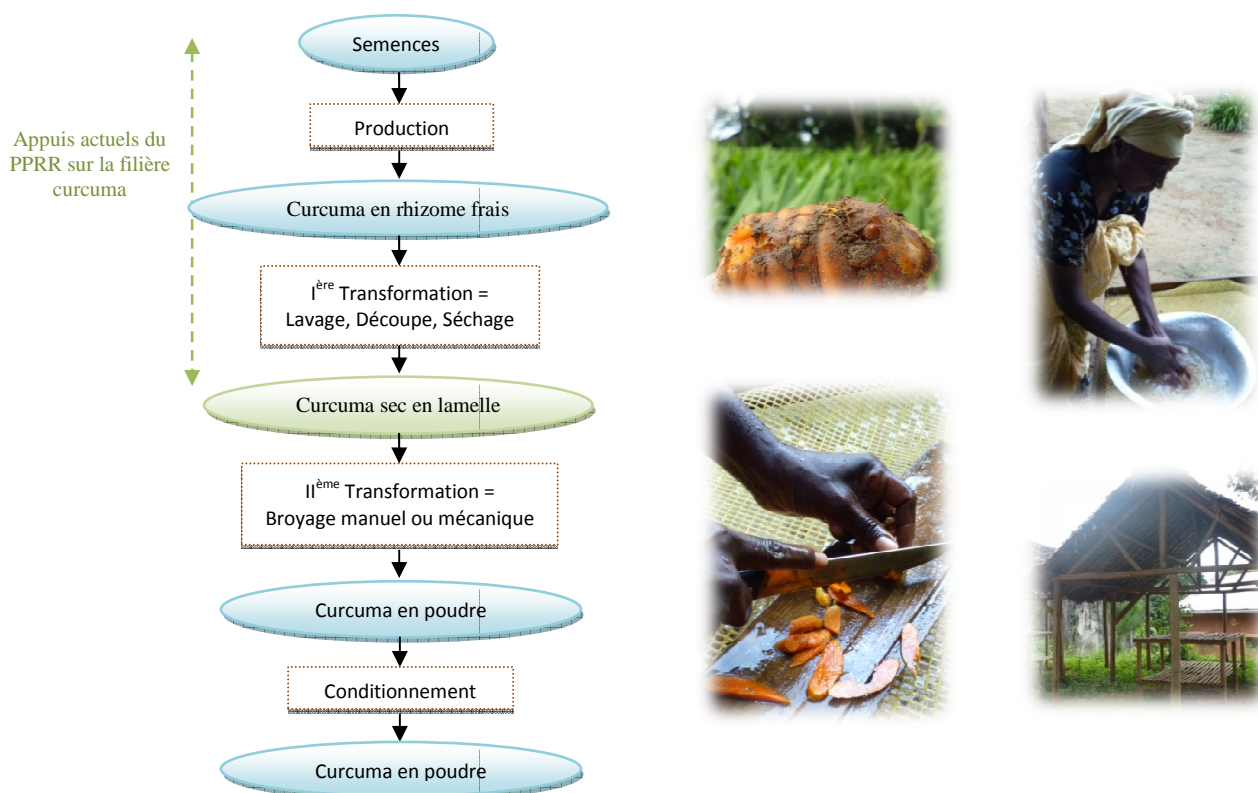 Semences
Production
Appuis actuels du
PPRR sur la filière
curcuma
Curcuma en rhizome frais
Ière Transformation =
Lavage, Découpe, Séchage
Curcuma sec en lamelle
IIème Transformation =
Broyage manuel ou mécanique
Curcuma en poudre
Conditionnement
Curcuma en poudre